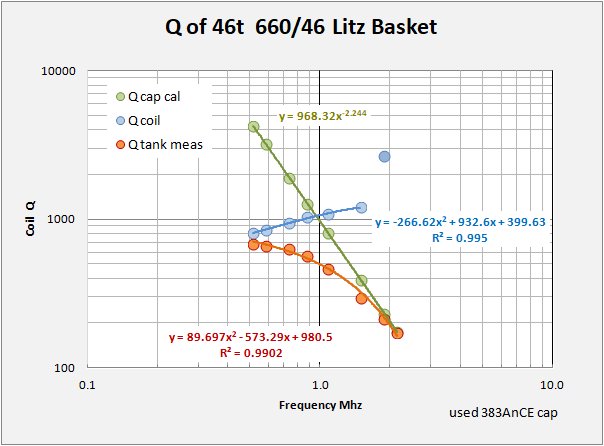 Q of 46t 660/46 Litz Basket
10000
Q cap cal
Q coil
Q tank meas
y = 968.32x^-2.244
1000
Coil Q
y = -266.62x² + 932.6x + 399.63
R² = 0.995
y = 89.697x² - 573.29x + 980.5
R² = 0.9902
100
0.1
1.0
10.0
Frequency Mhz
used 383AnCE cap